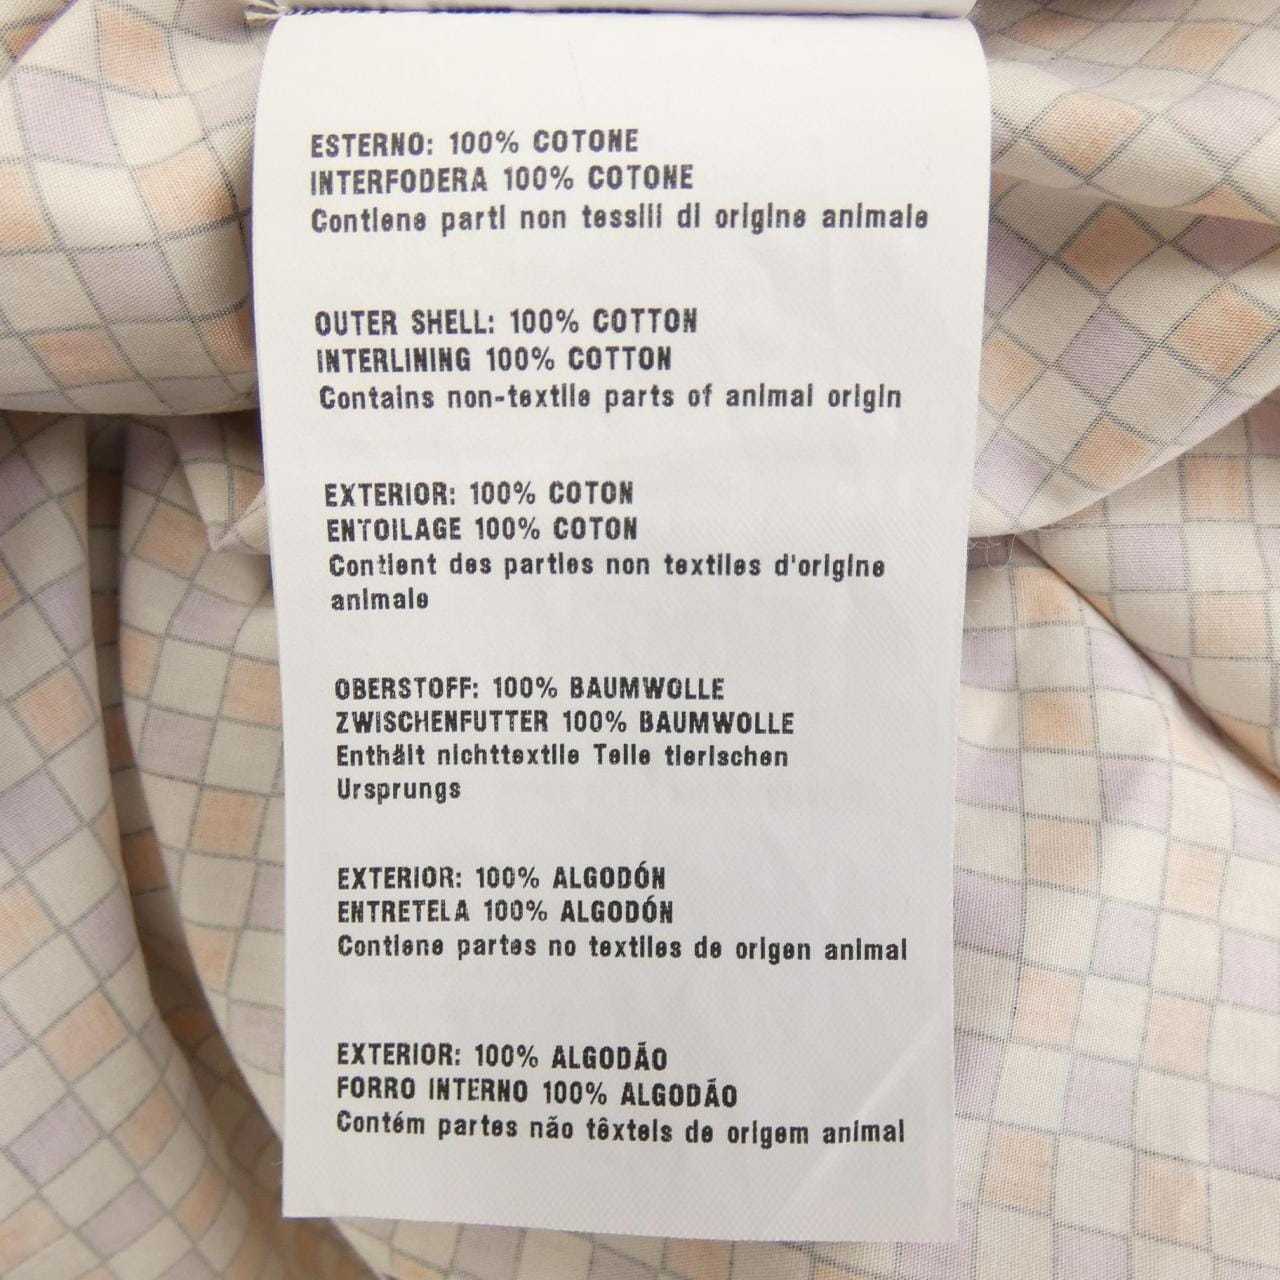 ESTERNO: 100% COTONE
INTERFODERA 100% COTONE
Contiene parti non tessili di origine animale
OUTER SHELL: 100% COTTON
INTERLINING 100% COTTON
Contains non-textile parts of animal origin
EXTERIOR: 100% COTON
ENTOILAGE 100% COTON
Contient des parties non textiles d'origine
animale
OBERSTOFF: 100% BAUMWOLLE
ZWISCHENFUTTER 100% BAUMWOLLE
Enthält nichttextile Teile tierischen
Ursprungs
EXTERIOR: 100% ALGODÓN
ENTRETELA 100% ALGODÓN
Contiene partes no textiles de origen animal
EXTERIOR: 100% ALGODÃO
FORRO INTERNO 100% ALGODÃO
Contém partes não têxteis de origem animal